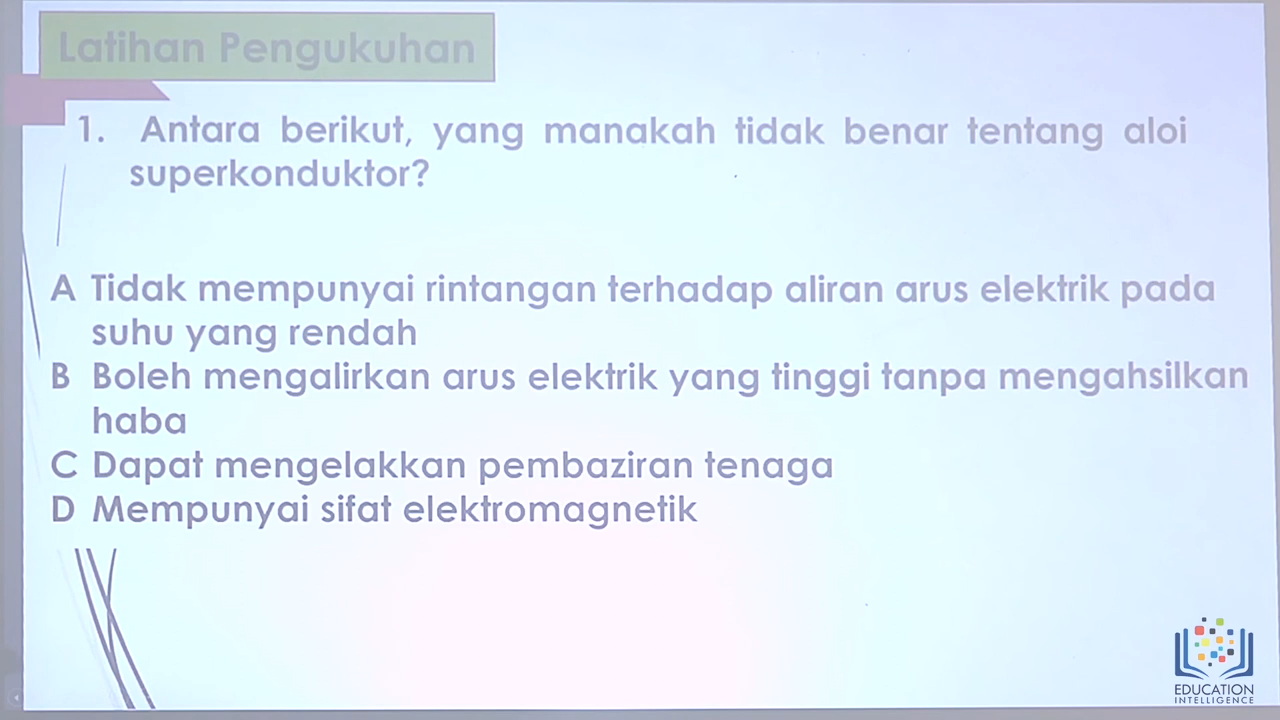 Latihan Pengukuhan
1. Antara berikut, yang manakah tidak benar tentang aloi
superkonduktor?
A Tidak mempunyai rintangan terhadap aliran arus elektrik pada
suhu yang rendah
B Boleh mengalirkan arus elektrik yang tinggi tanpa mengahsilkan
haba
C Dapat mengelakkan pembaziran tenaga
D Mempunyai sifat elektromagnetik
EDUCATION
INTELLIGENCE